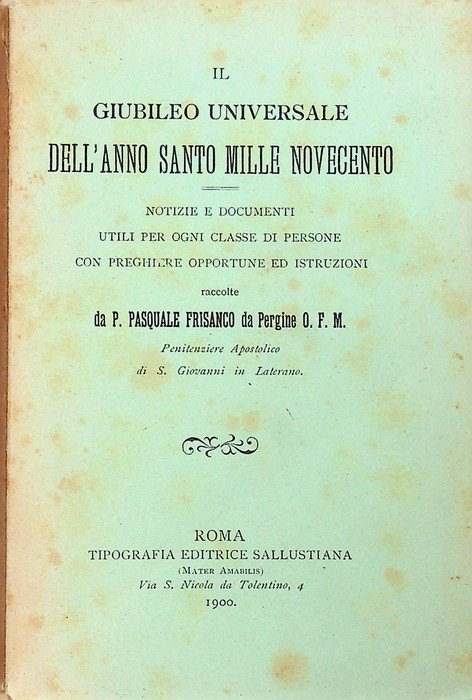 IL
GIUBILEO UNIVERSALE
DELL'ANNO SANTO MILLE NOVECENTO
NOTIZIE E DOCUMENTI
UTILI PER OGNI CLASSE DI PERSONE
CON PREGHIERE OPPORTUNE ED ISTRUZIONI
raccolte
da P. PASQUALE FRISANCO da Pergine O. F. M.
Penitenziere Apostolico
di S. Giovanni in Laterano.
ROMA
TIPOGRAFIA EDITRICE SALLUSTIANA
(MATER AMABILIS)
Via S. Nicola da Tolentino, 4
1900.